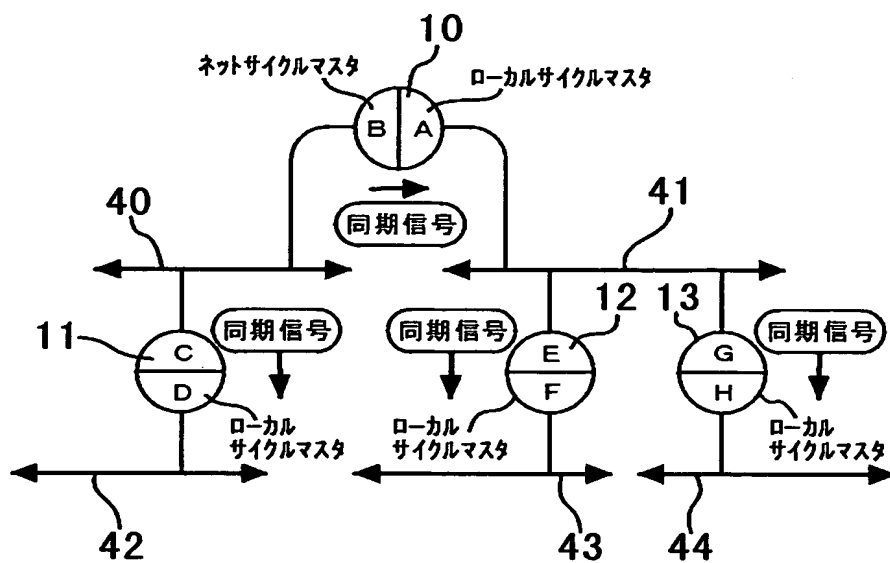 10
ネットサイクルマスタ
ローカルサイクルマスタ
B
A
同期信号
40
41
12
13
11
C
同期信号
同期信号
E
G
同期信号
D
F
H
ローカル
サイクルマスタ
ローカル
サイクルマスタ
ローカル
サイクルマスタ
42
43
44